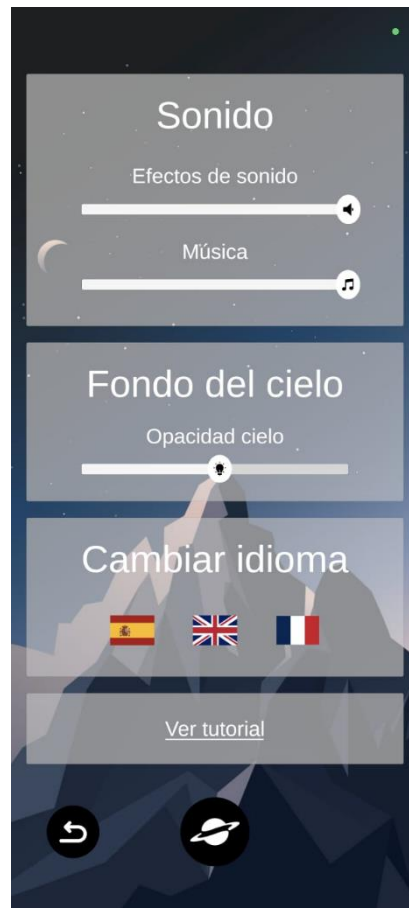 Sonido
Efectos de sonido
Música
Fondo del cielo
Opacidad cielo
Cambiar idioma
Ver tutorial